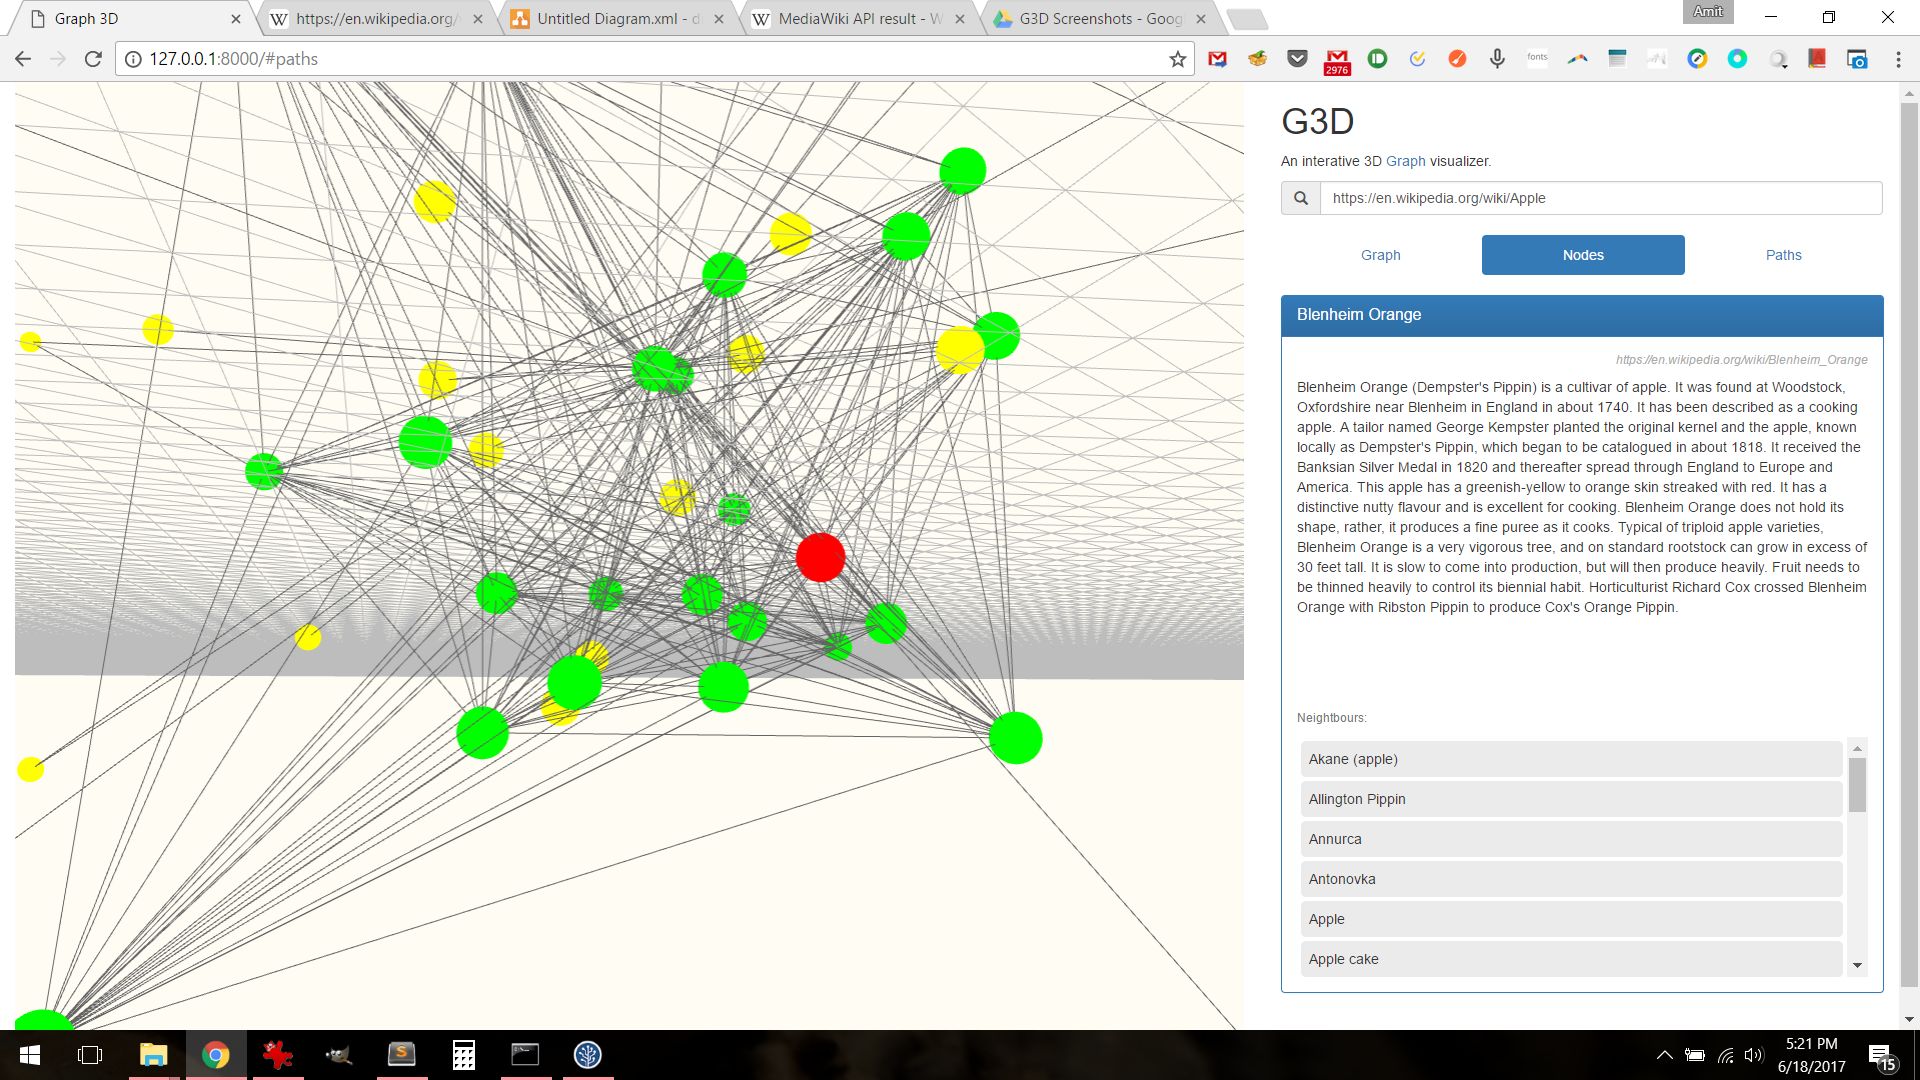 Graph 3D
https://en.wikipedia.org/
Untitled Diagram.xml - d
MediaWiki API result - W
G3D Screenshots - Goog
Amit
127.0.0.1:8000/#paths
2976
fonts
G3D
An interative 3D Graph visualizer.
https://en.wikipedia.org/wiki/Apple
Graph
Nodes
Paths
Blenheim Orange
https://en.wikipedia.org/wiki/Blenheim_Orange
Blenheim Orange (Dempster's Pippin) is a cultivar of apple. It was found at Woodstock,
Oxfordshire near Blenheim in England in about 1740. It has been described as a cooking
apple. A tailor named George Kempster planted the original kernel and the apple, known
locally as Dempster's Pippin, which began to be catalogued in about 1818. It received the
Banksian Silver Medal in 1820 and thereafter spread through England to Europe and
America. This apple has a greenish-yellow to orange skin streaked with red. It has a
distinctive nutty flavour and is excellent for cooking. Blenheim Orange does not hold its
shape, rather, it produces a fine puree as it cooks. Typical of triploid apple varieties,
Blenheim Orange is a very vigorous tree, and on standard rootstock can grow in excess of
30 feet tall. It is slow to come into production, but will then produce heavily. Fruit needs to
be thinned heavily to control its biennial habit. Horticulturist Richard Cox crossed Blenheim
Orange with Ribston Pippin to produce Cox's Orange Pippin.
Neightbours:
Akane (apple)
Allington Pippin
Annurca
Antonovka
Apple
Apple cake
5:21 PM
6/18/2017
15